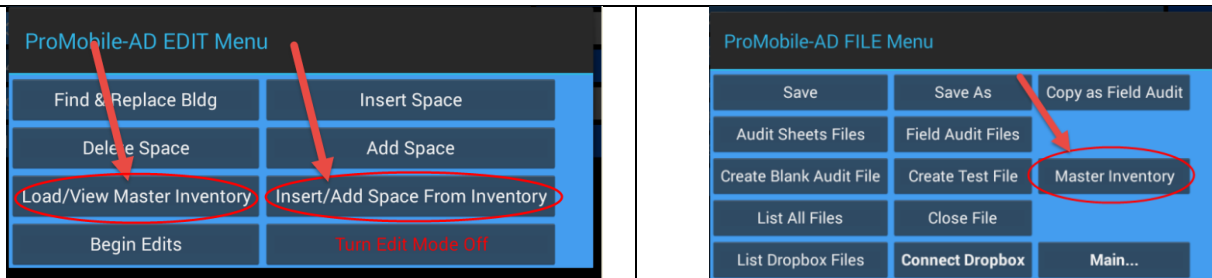 ProMobile-AD EDIT Menu
Find & Replace Bldg
Insert Space
Delete Space
Add Space
Load/View Master Inventory
Insert/Add Space From Inventory
Begin Edits
Turn Edit Mode Off
ProMobile-AD FILE Menu
Save
Save As
Copy as Field Audit
Audit Sheets Files
Field Audit Files
Create Blank Audit File
Create Test File
Master Inventory
List All Files
Close File
List Dropbox Files
Connect Dropbox
Main...